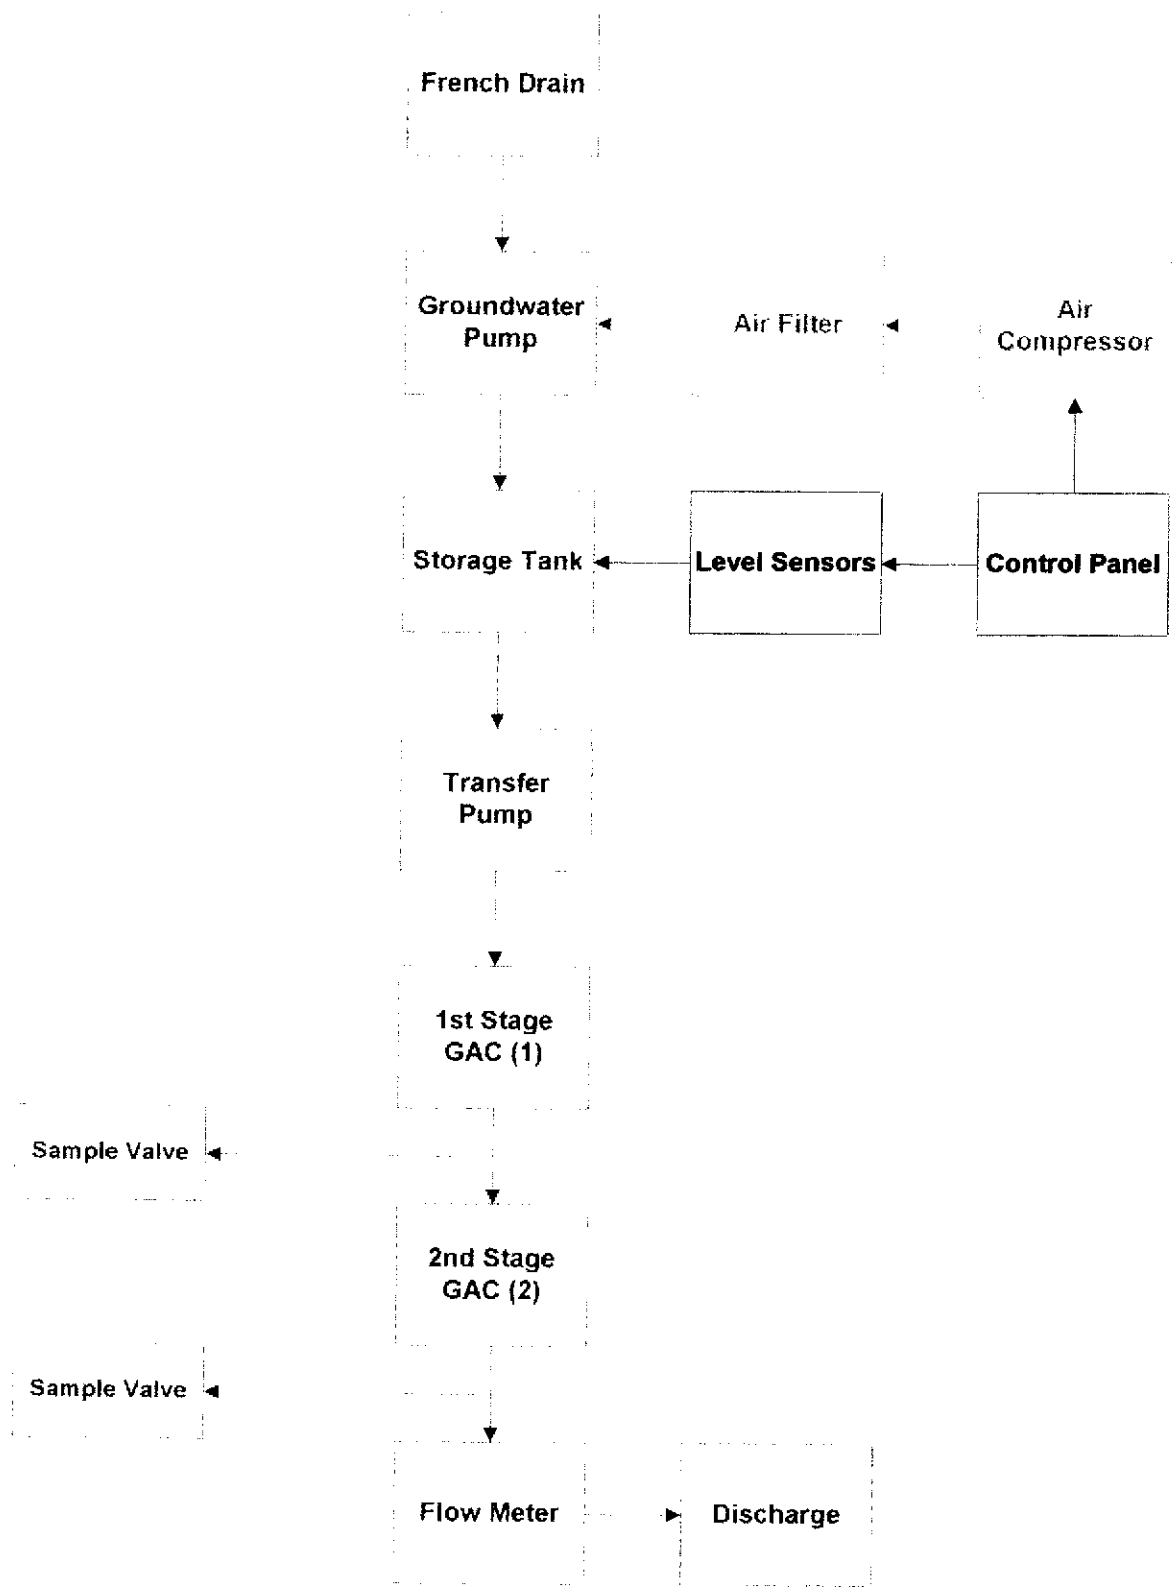 French Drain
Groundwater
Pump
Air Filter
Air
Compressor
Storage Tank
Level Sensors
Control Panel
Transfer
Pump
1st Stage
GAC (1)
Sample Valve
2nd Stage
GAC (2)
Sample Valve
Flow Meter
Discharge